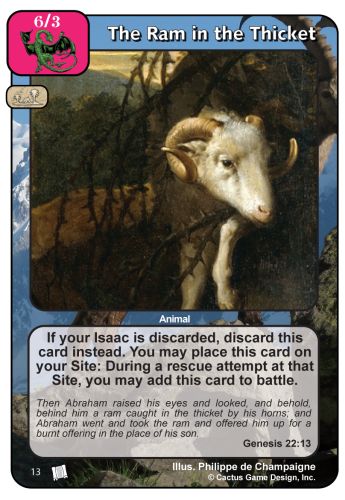 6/3
The Ram in the Thicket
Animal
If your Isaac is discarded, discard this
card instead. You may place this card on
your Site: During a rescue attempt at that
Site, you may add this card to battle.
Then Abraham raised his eyes and looked, and behold,
behind him a ram caught in the thicket by his horns; and
Abraham went and took the ram and offered him up for a
burnt offering in the place of his son.
Genesis 22:13
Illus. Philippe de Champaigne
13
© Cactus Game Design, Inc.